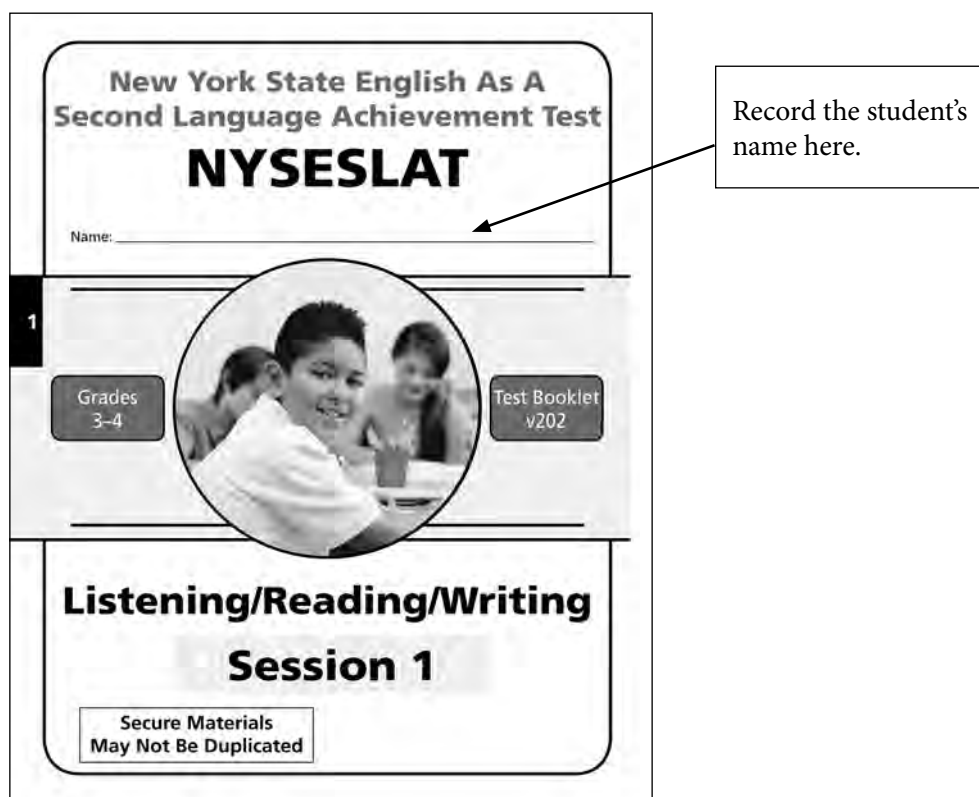 New York State English As A
Second Language Achievement Test
NYSESLAT
Name:
1
Grades
3–4
Test Booklet
v202
Listening/Reading/Writing
Session 1
Secure Materials
May Not Be Duplicated
Record the student’s
name here.